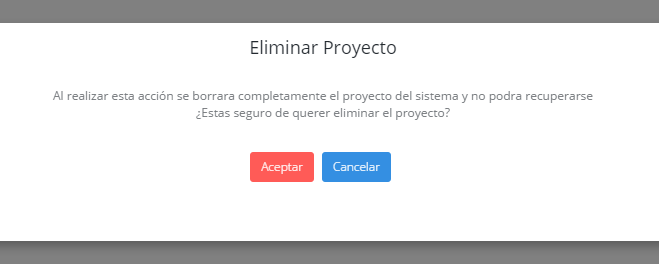 Eliminar Proyecto
Al realizar esta acción se borrara completamente el proyecto del sistema y no podra recuperarse
¿Estas seguro de querer eliminar el proyecto?
Aceptar Cancelar